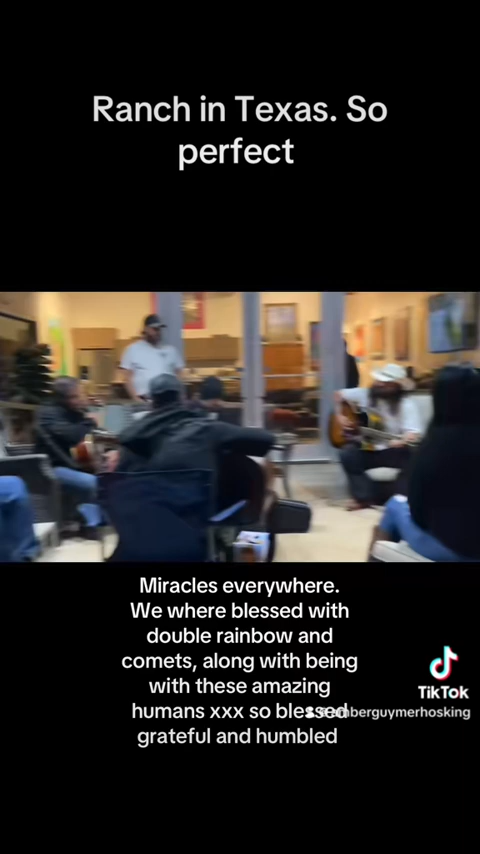 Ranch in Texas. So
perfect
Miracles everywhere.
We where blessed with
double rainbow and
comets, along with being
with these amazing
humans xxx so blessed
grateful and humbled
TikTok